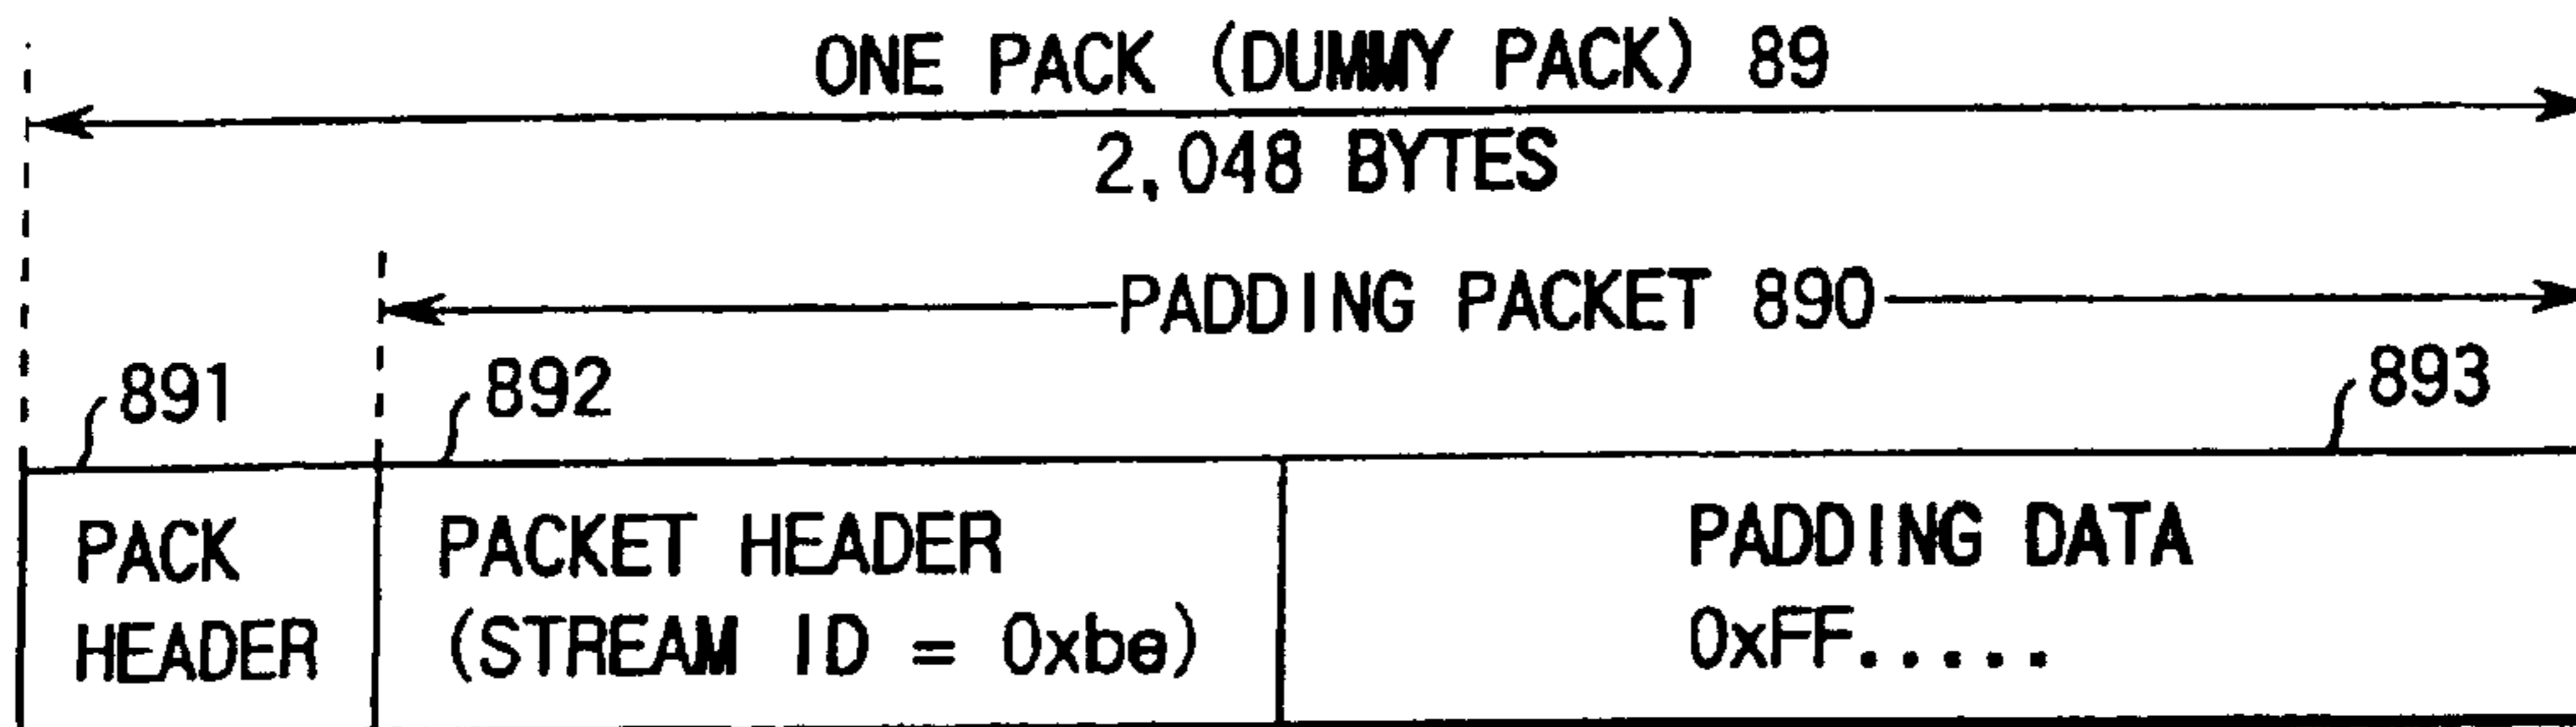 ONE PACK (DUMMY PACK) 89
2,048 BYTES
PADDING PACKET 890
891
892
893
PACK
HEADER
PACKET HEADER
(STREAM ID = 0xbe)
PADDING DATA
0xFF.....